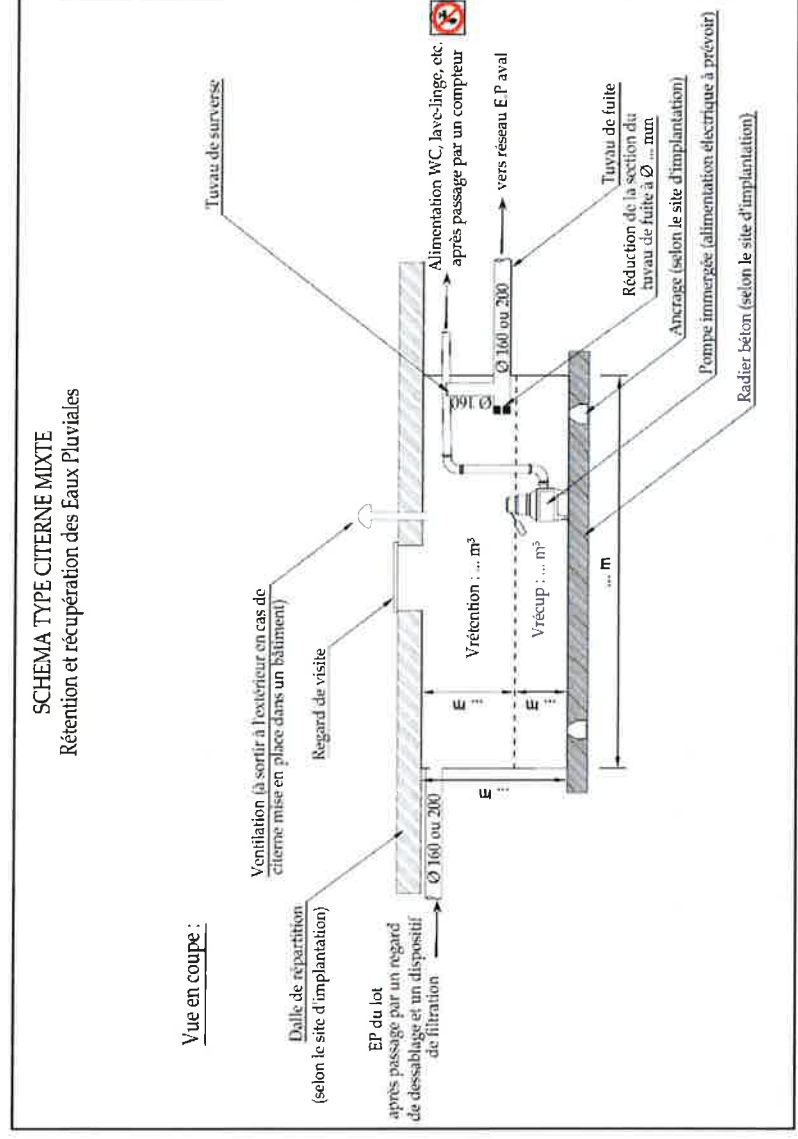 SCHEMA TYPE CITERNE MIXTE
Rétention et récupération des Eaux Pluviales
Vue en coupe :
Tuyau de surverse
Ventilation (à sortir à l'extérieur en cas de
citerne mise en place dans un bâtiment)
Regard de visite
Dalle de répartition
(selon le site d'implantation)
EP du lot
après passage par un regard
de dessablage et un dispositif
de filtration
Ø 160 ou 200
Alimentation WC, lave-linge, etc.
après passage par un compteur
Ø 160
vers réseau E.P aval
Ø 160 ou 200
Vrétention : ... m³
Vrécup : ... m³
... m
... m
... m
... m
Tuyau de fuite
Réduction de la section du
tuyau de fuite à Ø ... mm
Ancrage (selon le site d'implantation)
Pompe immergée (alimentation électrique à prévoir)
Radier béton (selon le site d'implantation)